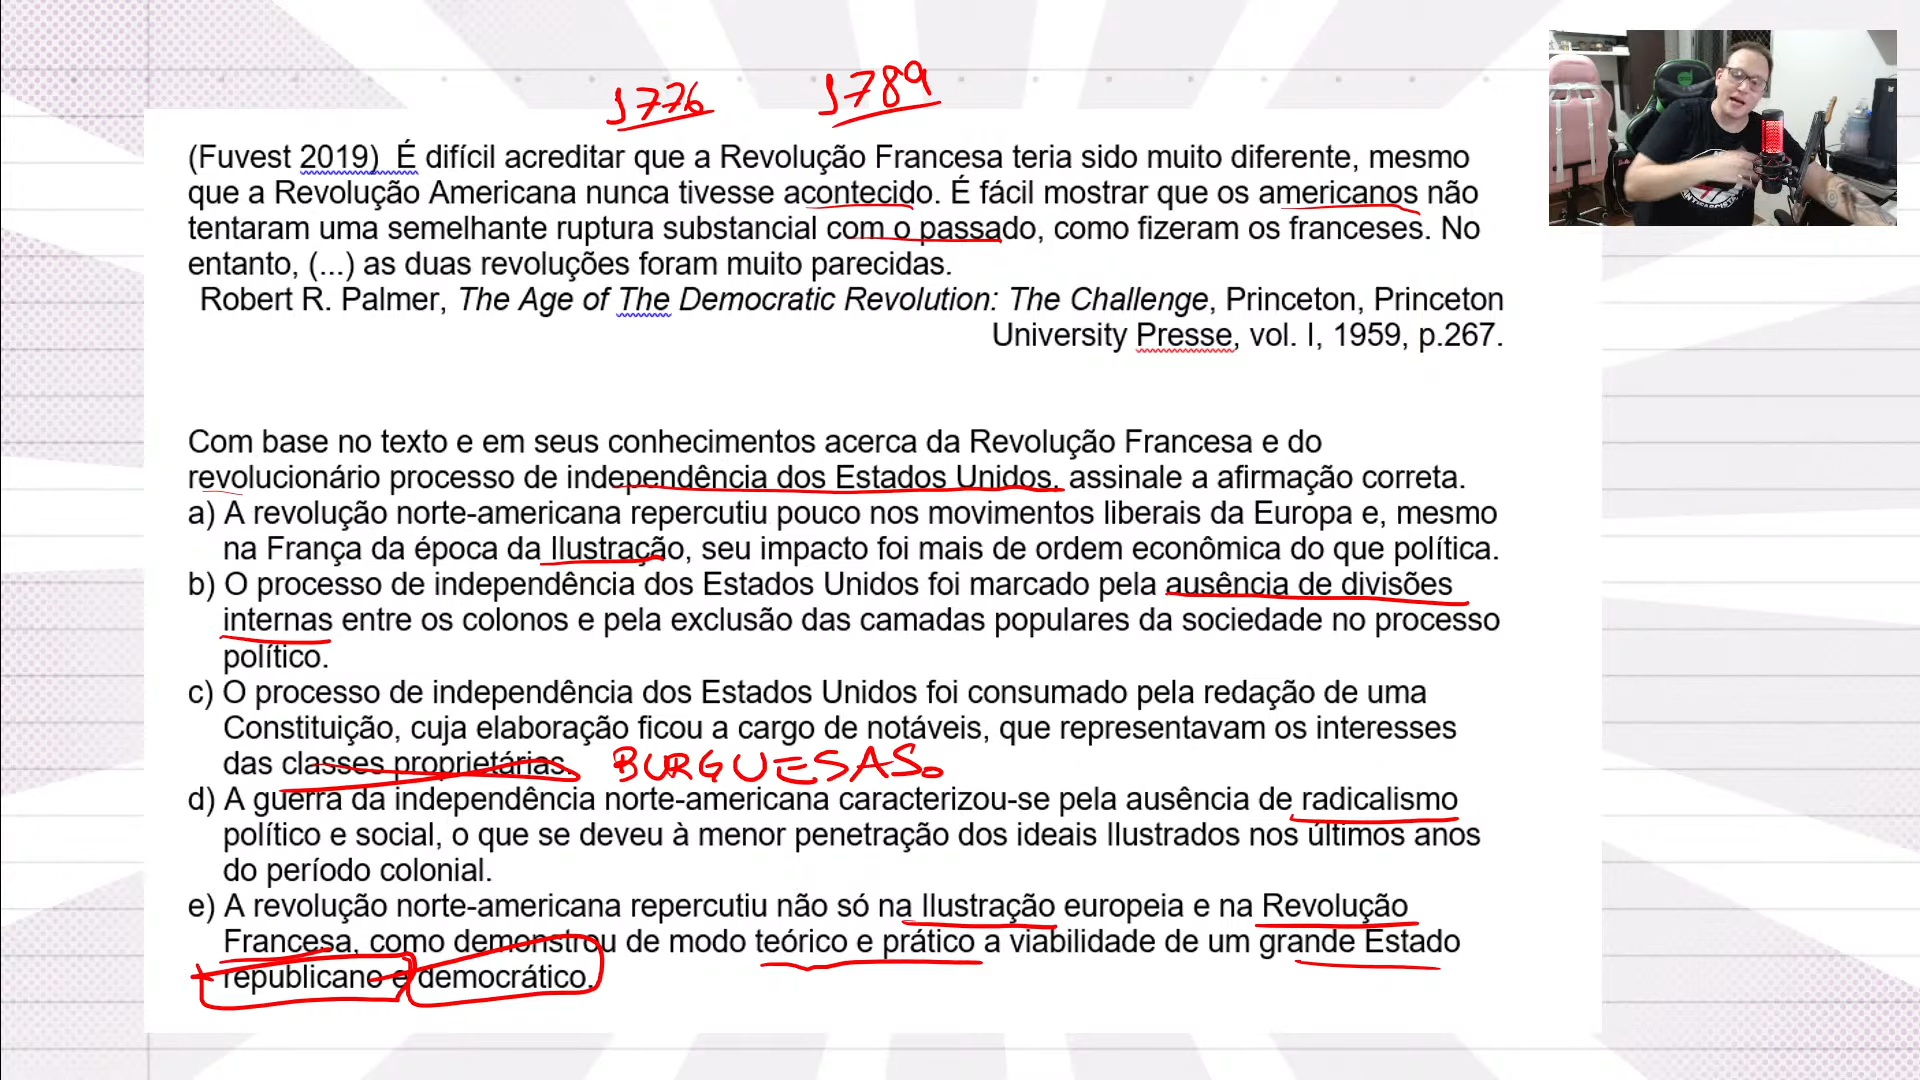 1776 1789
(Fuvest 2019) É difícil acreditar que a Revolução Francesa teria sido muito diferente, mesmo
que a Revolução Americana nunca tivesse acontecido. É fácil mostrar que os americanos não
tentaram uma semelhante ruptura substancial com o passado, como fizeram os franceses. No
entanto, (...) as duas revoluções foram muito parecidas.
Robert R. Palmer, The Age of The Democratic Revolution: The Challenge, Princeton, Princeton
University Presse, vol. I, 1959, p.267.
Com base no texto e em seus conhecimentos acerca da Revolução Francesa e do
revolucionário processo de independência dos Estados Unidos, assinale a afirmação correta.
a) A revolução norte-americana repercutiu pouco nos movimentos liberais da Europa e, mesmo
na França da época da Ilustração, seu impacto foi mais de ordem econômica do que política.
b) O processo de independência dos Estados Unidos foi marcado pela ausência de divisões
internas entre os colonos e pela exclusão das camadas populares da sociedade no processo
político.
c) O processo de independência dos Estados Unidos foi consumado pela redação de uma
Constituição, cuja elaboração ficou a cargo de notáveis, que representavam os interesses
das classes proprietárias. BURGUESAS.
d) A guerra da independência norte-americana caracterizou-se pela ausência de radicalismo
político e social, o que se deveu à menor penetração dos ideais Ilustrados nos últimos anos
do período colonial.
e) A revolução norte-americana repercutiu não só na Ilustração europeia e na Revolução
Francesa, como demonstrou de modo teórico e prático a viabilidade de um grande Estado
republicano e democrático.